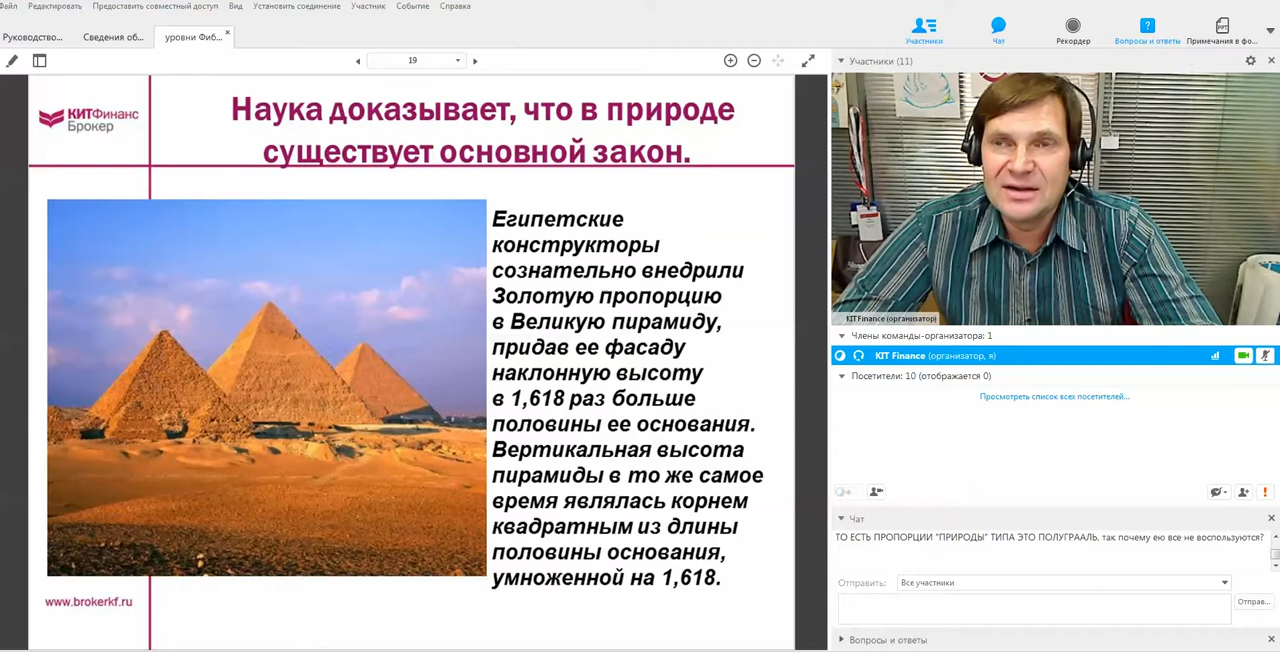 Файл Редактировать Предоставить совместный доступ Вид Установить соединение Участник Событие Справка
Руководство...
Сведения об...
уровни Фиб...
Участники
Чат
Рекордер
Вопросы и ответы
Примечания в фо...
19
КИТФинанс
Брокер
Наука доказывает, что в природе
существует основной закон.
Египетские
конструкторы
сознательно внедрили
Золотую пропорцию
в Великую пирамиду,
придав ее фасаду
наклонную высоту
в 1,618 раз больше
половины ее основания.
Вертикальная высота
пирамиды в то же самое
время являлась корнем
квадратным из длины
половины основания,
умноженной на 1,618.
www.brokerkf.ru
Участники (11)
KITFinance (организатор)
Члены команды-организатора: 1
KIT Finance (организатор, я)
Посетители: 10 (отображается 0)
Просмотреть список всех посетителей...
Чат
ТО ЕСТЬ ПРОПОРЦИИ "ПРИРОДЫ" ТИПА ЭТО ПОЛУГРААЛЬ, так почему ею все не воспользуются?
Отправить:
Все участники
Отправ...
Вопросы и ответы